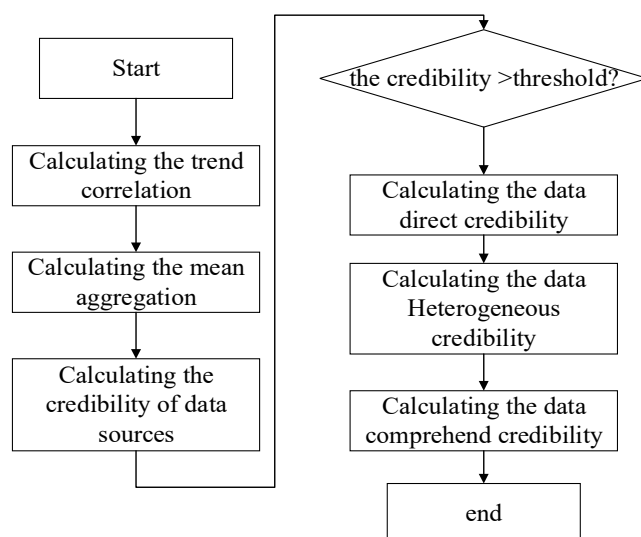 Start
Calculating the trend
correlation
Calculating the mean
aggregation
Calculating the
credibility of data
sources
the credibility >threshold?
Calculating the data
direct credibility
Calculating the data
Heterogeneous
credibility
Calculating the data
comprehend credibility
end